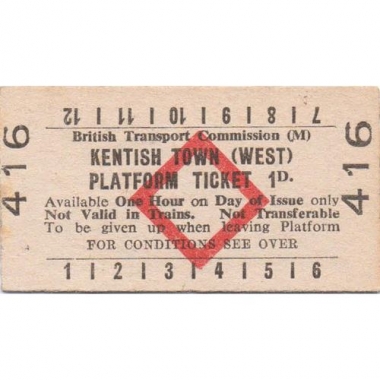 12 | 11 | 10 | 9 | 8 | 7
British Transport Commission (M)
KENTISH TOWN (WEST)
PLATFORM TICKET 1D.
Available One Hour on Day of Issue only
Not Valid in Trains. Not Transferable
To be given up when leaving Platform
FOR CONDITIONS SEE OVER
1 | 2 | 3 | 4 | 5 | 6
416
416